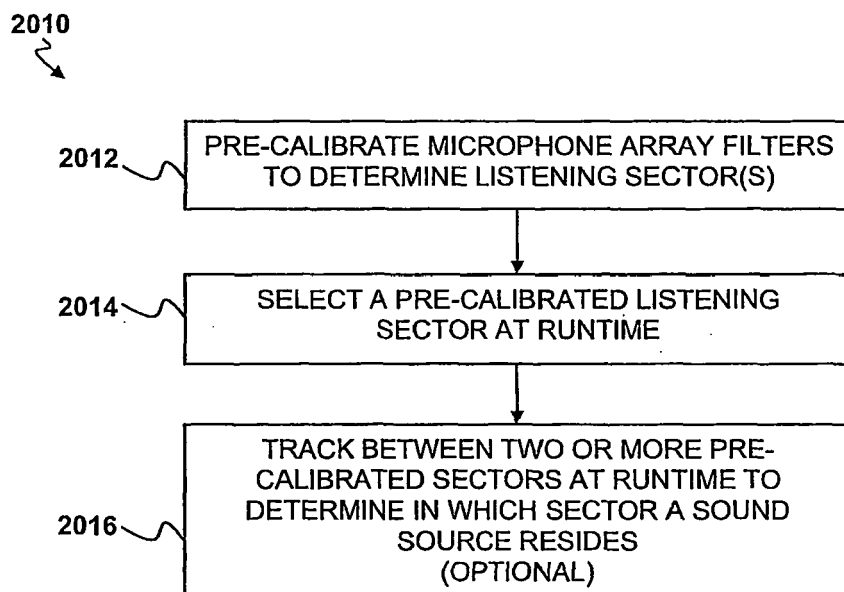 2010
2012
PRE-CALIBRATE MICROPHONE ARRAY FILTERS
TO DETERMINE LISTENING SECTOR(S)
2014
SELECT A PRE-CALIBRATED LISTENING
SECTOR AT RUNTIME
2016
TRACK BETWEEN TWO OR MORE PRE-
CALIBRATED SECTORS AT RUNTIME TO
DETERMINE IN WHICH SECTOR A SOUND
SOURCE RESIDES
(OPTIONAL)